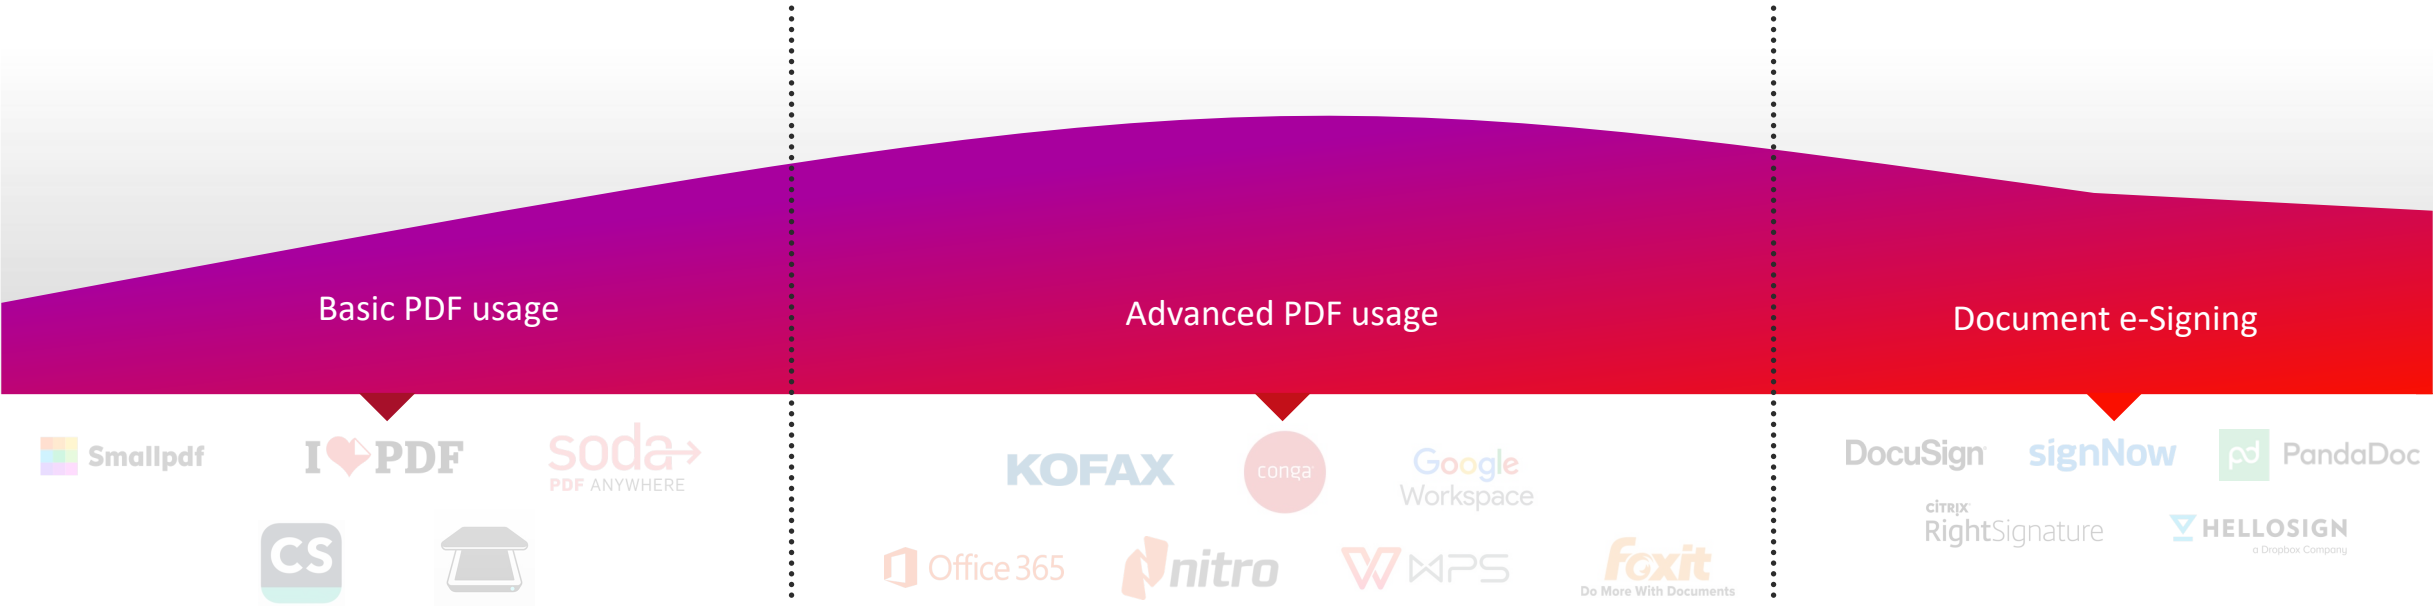 Basic PDF usage
Advanced PDF usage
Document e-Signing
Smallpdf
I PDF
soda
PDF ANYWHERE
CS
KOFAX
conga
Google
Workspace
Office 365
nitro
WPS
foxit
Do More With Documents
DocuSign
signNow
pd PandaDoc
CITRIX
RightSignature
HELLOSIGN
a Dropbox Company